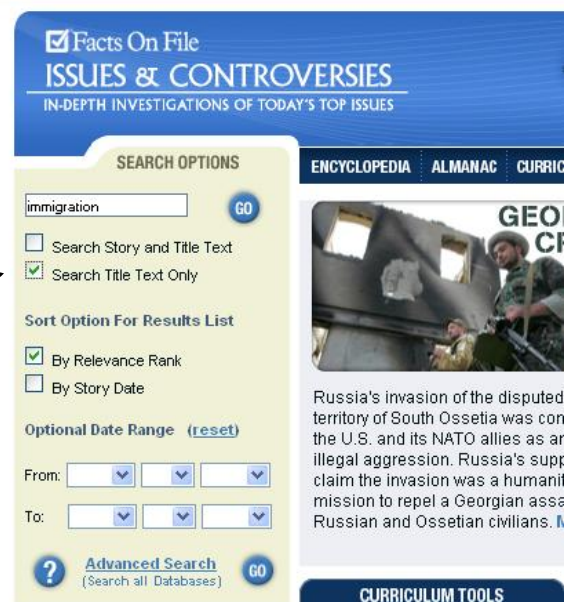 Facts On File
ISSUES & CONTROVERSIES
IN-DEPTH INVESTIGATIONS OF TODAY'S TOP ISSUES
SEARCH OPTIONS
immigration GO
Search Story and Title Text
Search Title Text Only
Sort Option For Results List
By Relevance Rank
By Story Date
Optional Date Range (reset)
From:
To:
? Advanced Search GO
(Search all Databases)
ENCYCLOPEDIA ALMANAC CURRIC
GEO
Russia's invasion of the disputed
territory of South Ossetia was con
the U.S. and its NATO allies as a
illegal aggression. Russia's supp
claim the invasion was a humanit
mission to repel a Georgian assa
Russian and Ossetian civilians.
CURRICULUM TOOLS